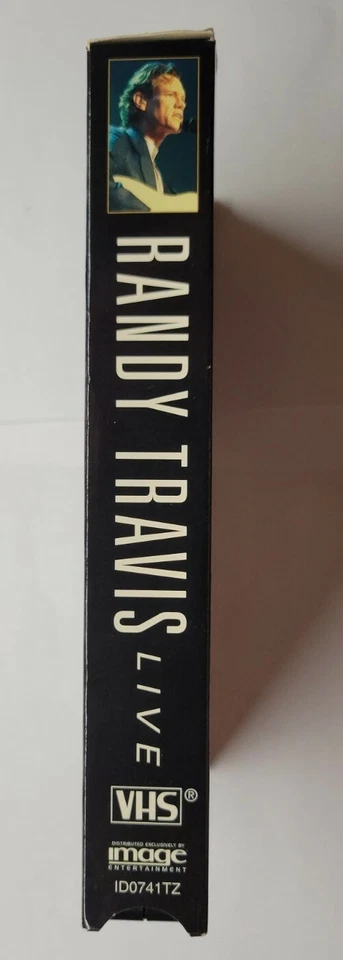 RANDY TRAVIS LIVE
VHS®
DISTRIBUTED EXCLUSIVELY BY
image
ENTERTAINMENT
ID0741TZ